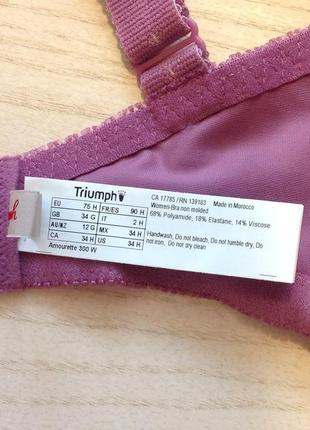 Triumph
EU 75 H FR/ES 90 H
GB 34 G IT 2 H
AU/NZ 12 G MX 34 H
CA 34 H US 34 H
Amourette 300 W
CA 17785 / RN 139183 Made in Morocco
Women-Bra non molded
68% Polyamide, 18% Elastane, 14% Viscose
Handwash, Do not bleach, Do not tumble dry, Do
not iron, Do not dry clean